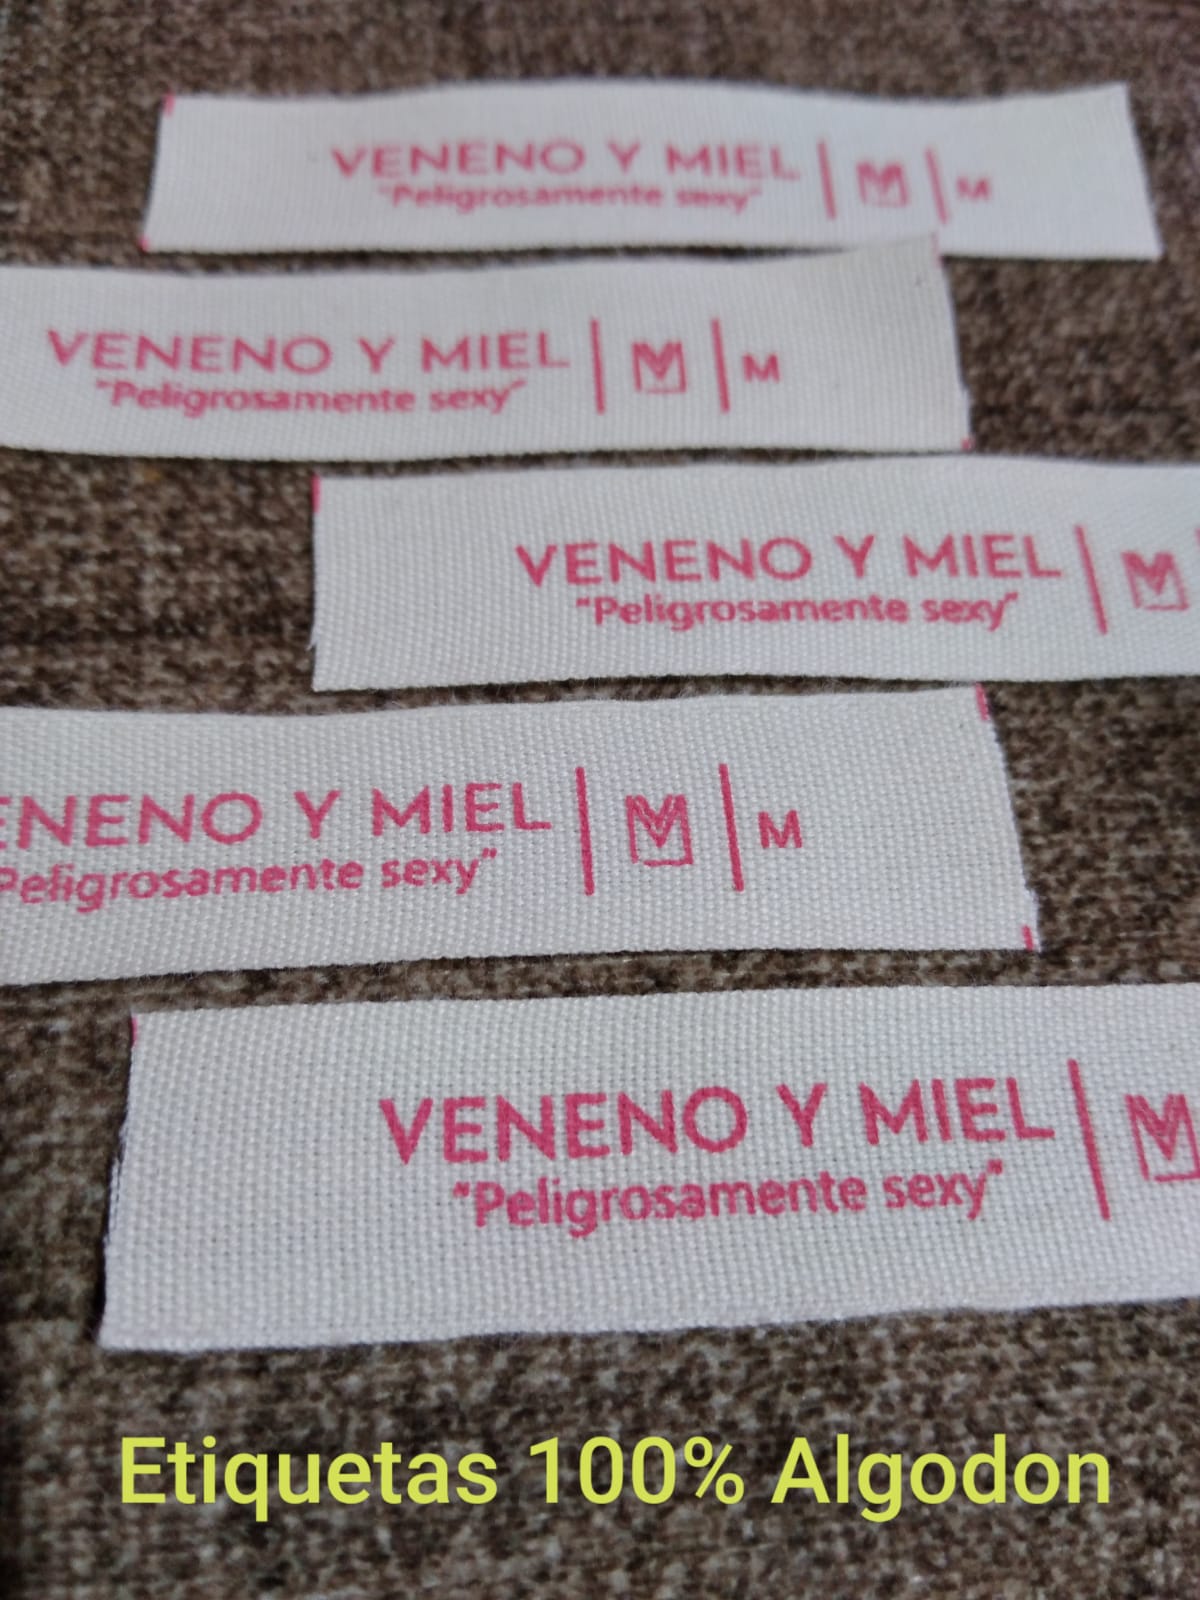 VENENO Y MIEL | M
"Peligrosamente sexy"
VENENO Y MIEL | M
"Peligrosamente sexy"
VENENO Y MIEL
"Peligrosamente sexy"
ENENO Y MIEL | M
Peligrosamente sexy"
VENENO Y MIEL
"Peligrosamente sexy"
Etiquetas 100% Algodon